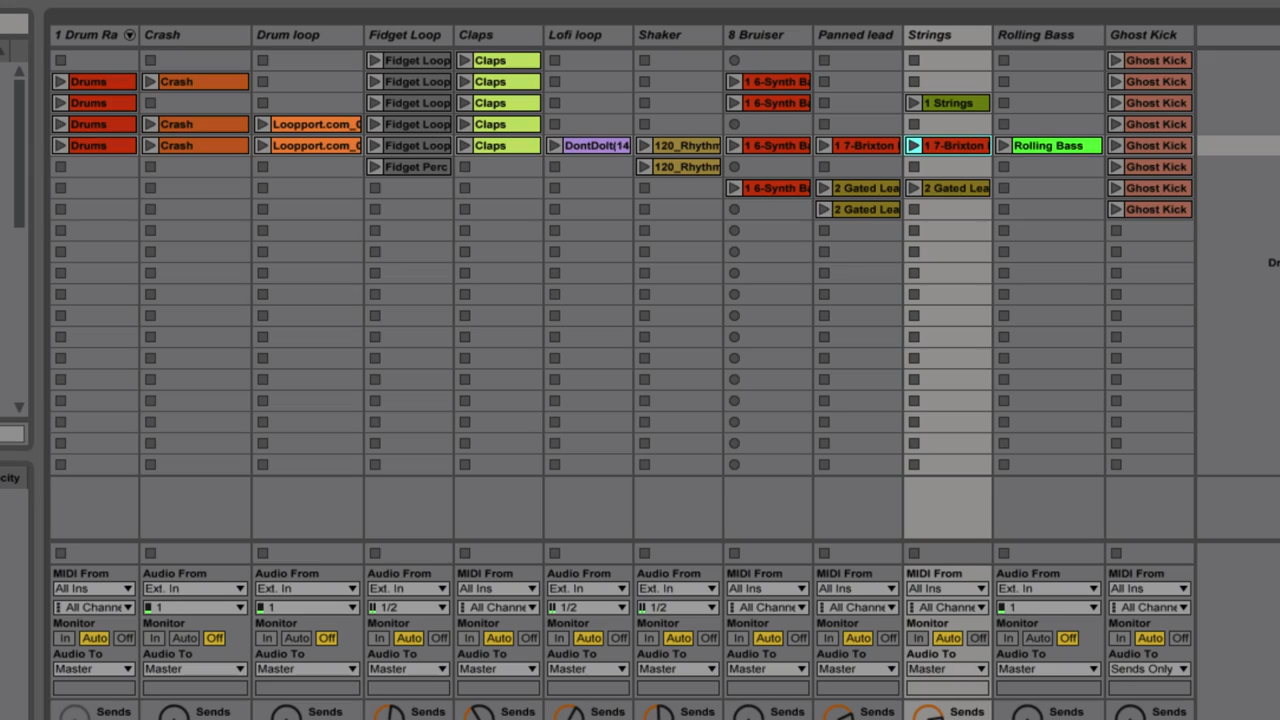 1 Drum Ra Crash Drum loop Fidget Loop Claps Lofi loop Shaker 8 Bruiser Panned lead Strings Rolling Bass Ghost Kick
Fidget Loop Claps Ghost Kick
Drums Crash Fidget Loop Claps 1 6-Synth Ba Ghost Kick
Drums Fidget Loop Claps 1 6-Synth Ba 1 Strings Ghost Kick
Drums Crash Loopport.com_0 Fidget Loop Claps Ghost Kick
Drums Crash Loopport.com_0 Fidget Loop Claps DontDoIt(14 120_Rhythm 1 6-Synth Ba 1 7-Brixton 1 7-Brixton Rolling Bass Ghost Kick
Fidget Perc 120_Rhythm Ghost Kick
1 6-Synth Ba 2 Gated Lea 2 Gated Lea Ghost Kick
2 Gated Lea Ghost Kick
Dr
city
MIDI From Audio From Audio From Audio From MIDI From Audio From Audio From MIDI From MIDI From MIDI From Audio From MIDI From
All Ins Ext. In Ext. In Ext. In All Ins Ext. In Ext. In All Ins All Ins All Ins Ext. In All Ins
All Channe 1 1 1/2 All Channe 1/2 1/2 All Channe All Channe All Channe 1 All Channe
Monitor Monitor Monitor Monitor Monitor Monitor Monitor Monitor Monitor Monitor Monitor Monitor
In Auto Off In Auto Off In Auto Off In Auto Off In Auto Off In Auto Off In Auto Off In Auto Off In Auto Off In Auto Off In Auto Off In Auto Off
Audio To Audio To Audio To Audio To Audio To Audio To Audio To Audio To Audio To Audio To Audio To Audio To
Master Master Master Master Master Master Master Master Master Master Master Sends Only
Sends Sends Sends Sends Sends Sends Sends Sends Sends Sends Sends Sends